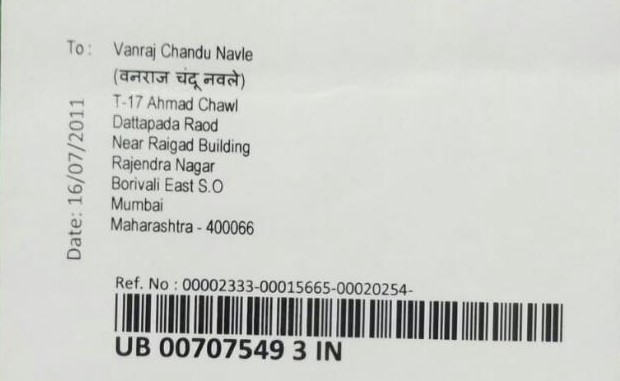 To: Vanraj Chandu Navle
(वनराज चंदू नवले)
T-17 Ahmad Chawl
Dattapada Raod
Near Raigad Building
Rajendra Nagar
Borivali East S.O
Mumbai
Maharashtra - 400066
Date: 16/07/2011
Ref. No : 00002333-00015665-00020254-
UB 00707549 3 IN